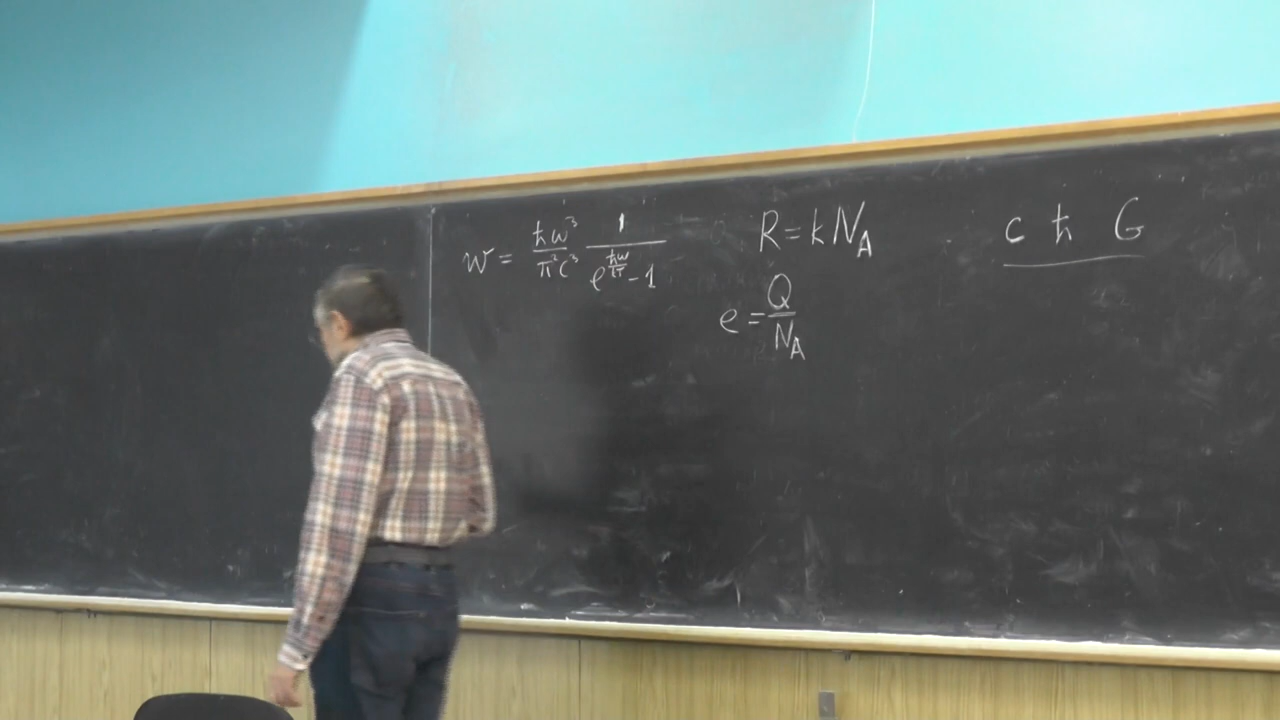 w = ħω³/π²c³ 1/(e^(ħω/kT) - 1)
R = kN_A
e = Q/N_A
c ħ G